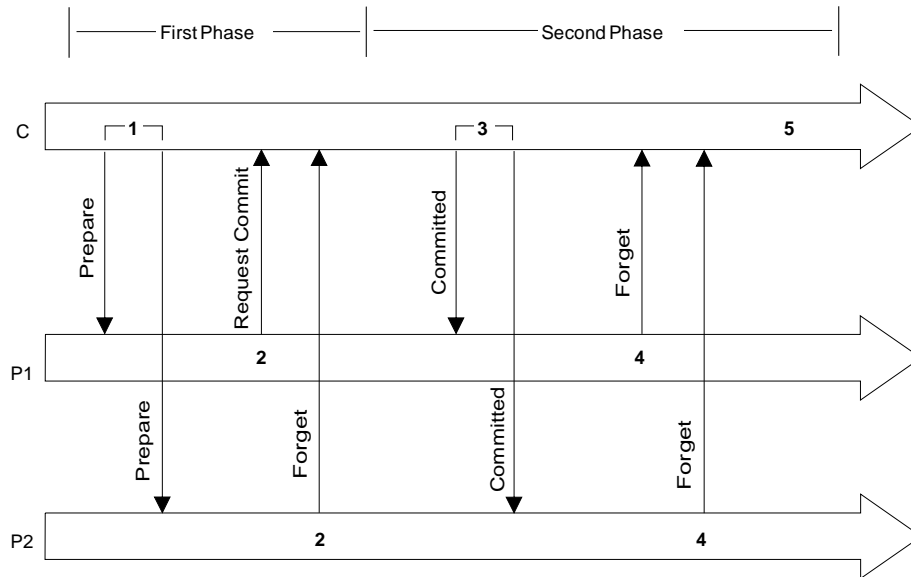 First Phase
Second Phase
C
1
3
5
Prepare
Request Commit
Committed
Forget
P1
2
4
Prepare
Forget
Committed
Forget
P2
2
4